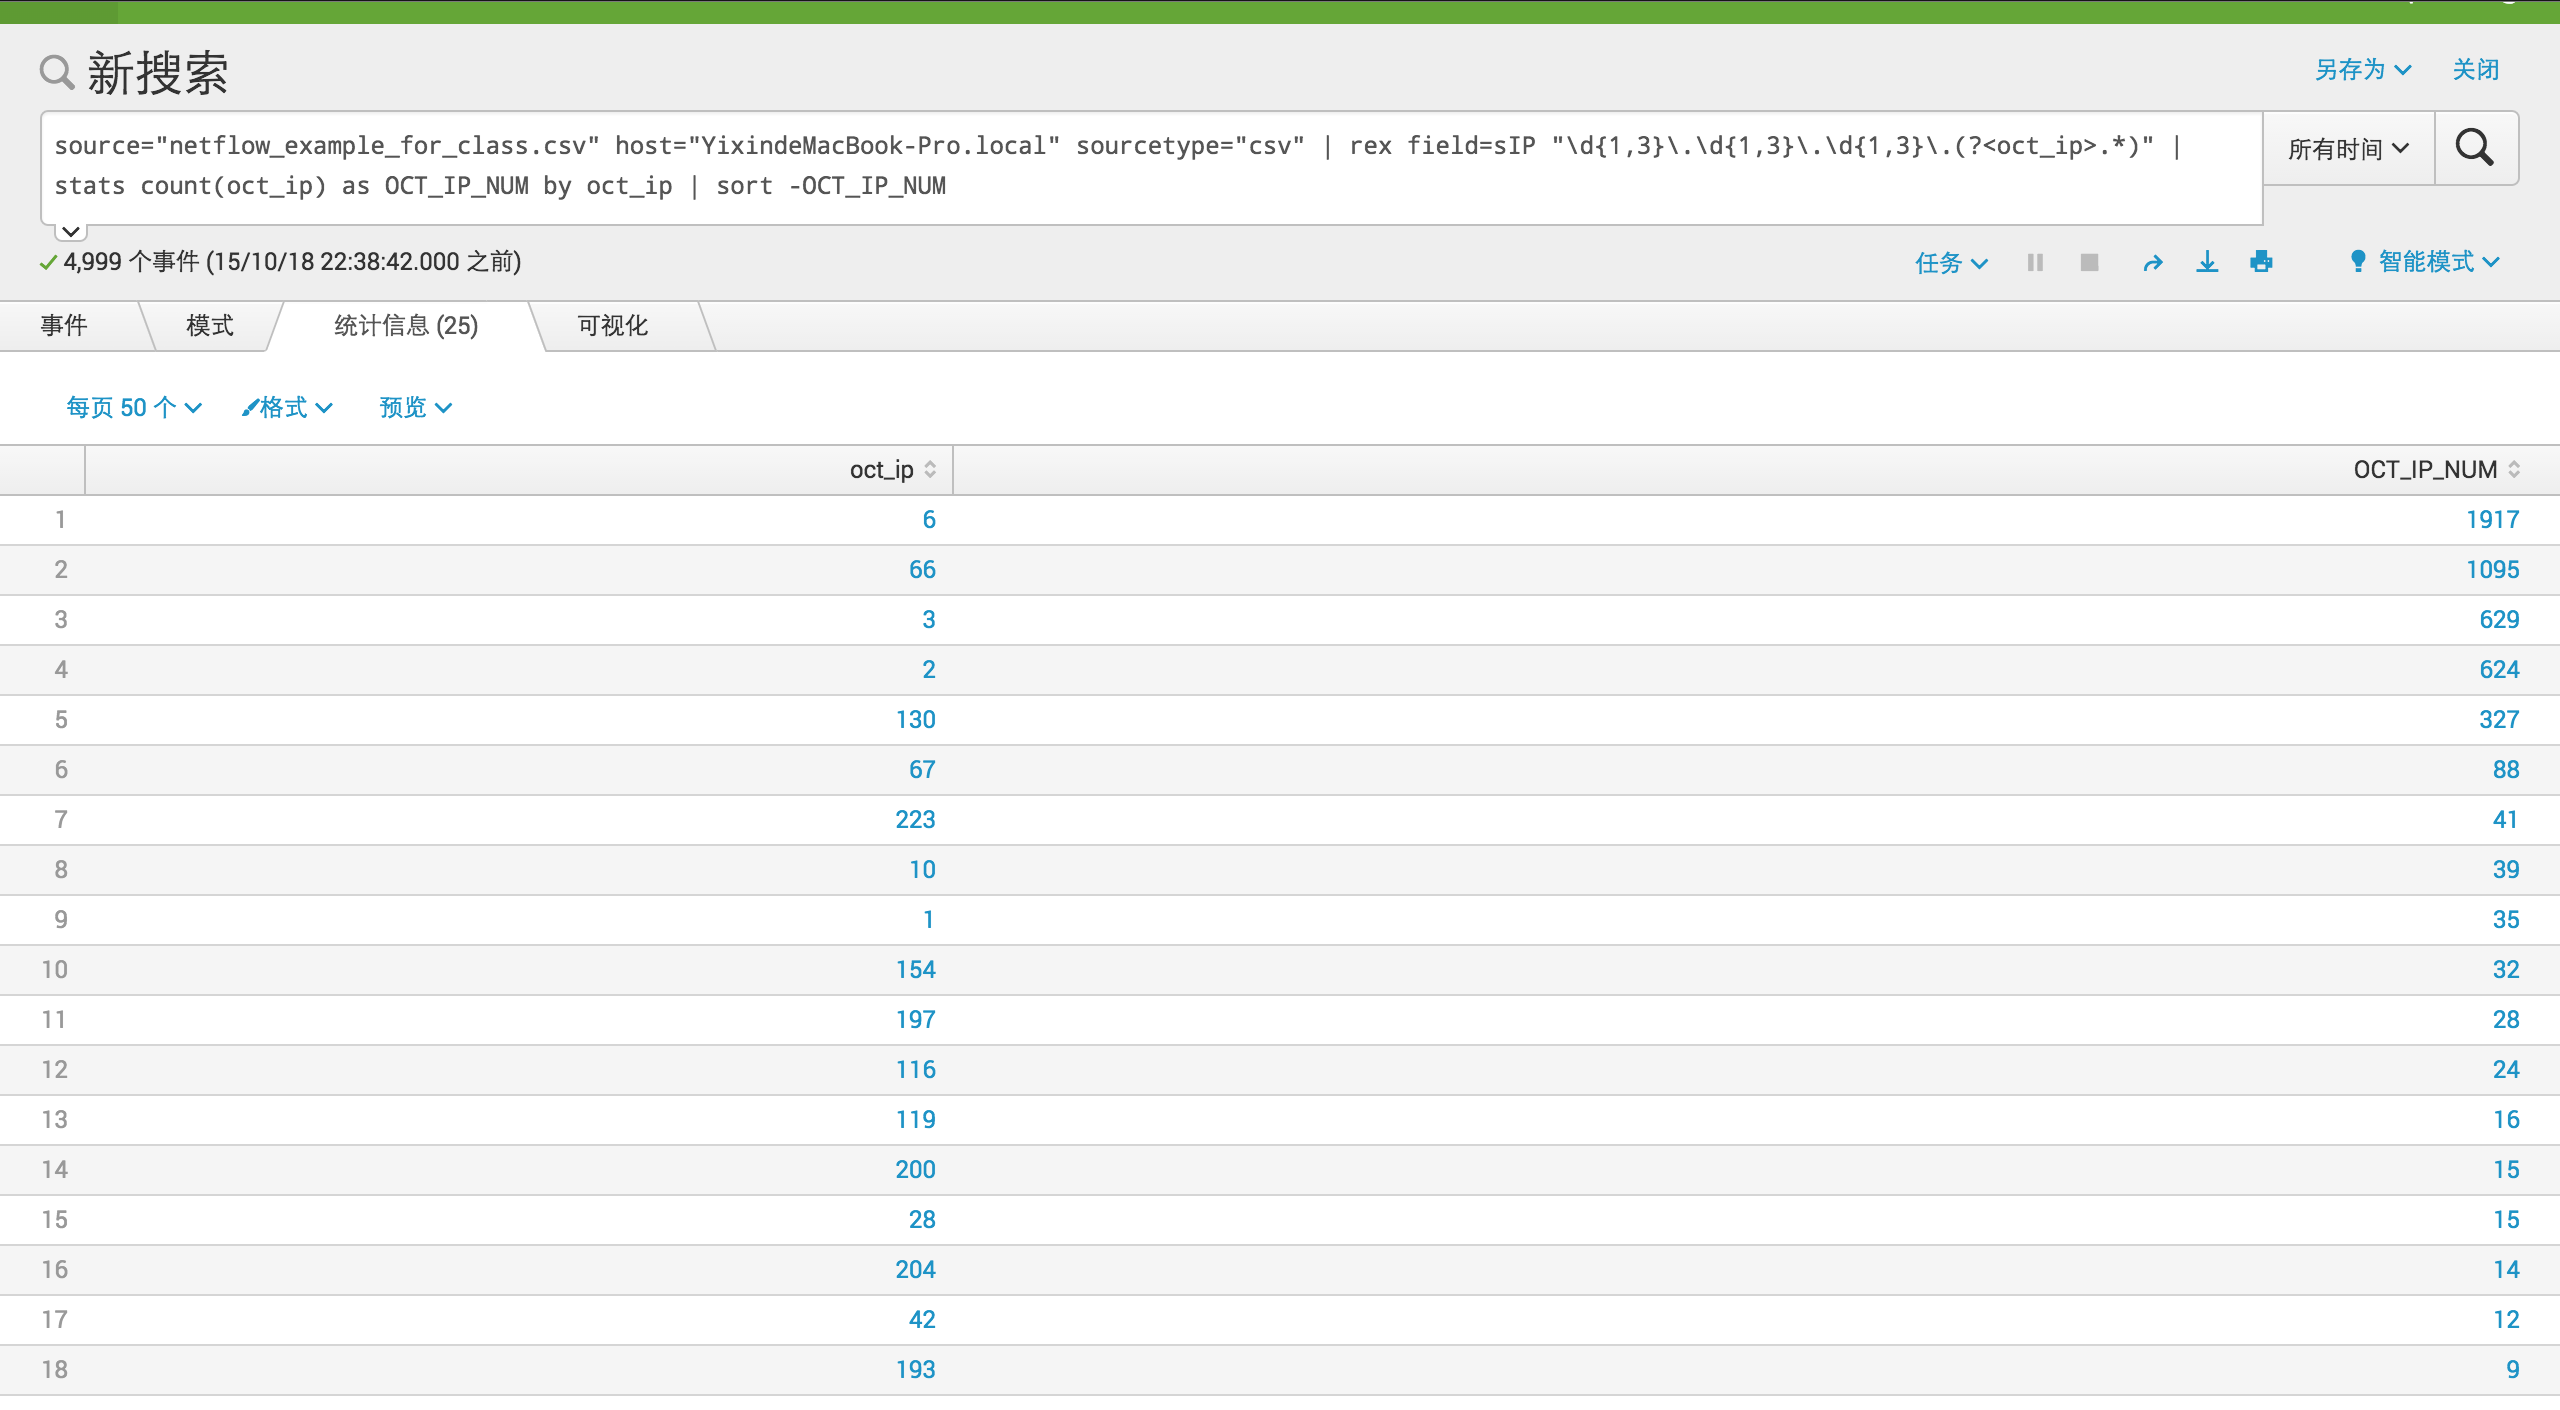 新搜索
另存为 关闭
source="netflow_example_for_class.csv" host="YixindeMacBook-Pro.local" sourcetype="csv" | rex field=sIP "\d{1,3}\.\d{1,3}\.\d{1,3}\.(?<oct_ip>.*)" |
stats count(oct_ip) as OCT_IP_NUM by oct_ip | sort -OCT_IP_NUM
所有时间
4,999 个事件 (15/10/18 22:38:42.000 之前)
任务 智能模式
事件 模式 统计信息 (25) 可视化
每页 50 个 格式 预览
oct_ip OCT_IP_NUM
1 6 1917
2 66 1095
3 3 629
4 2 624
5 130 327
6 67 88
7 223 41
8 10 39
9 1 35
10 154 32
11 197 28
12 116 24
13 119 16
14 200 15
15 28 15
16 204 14
17 42 12
18 193 9